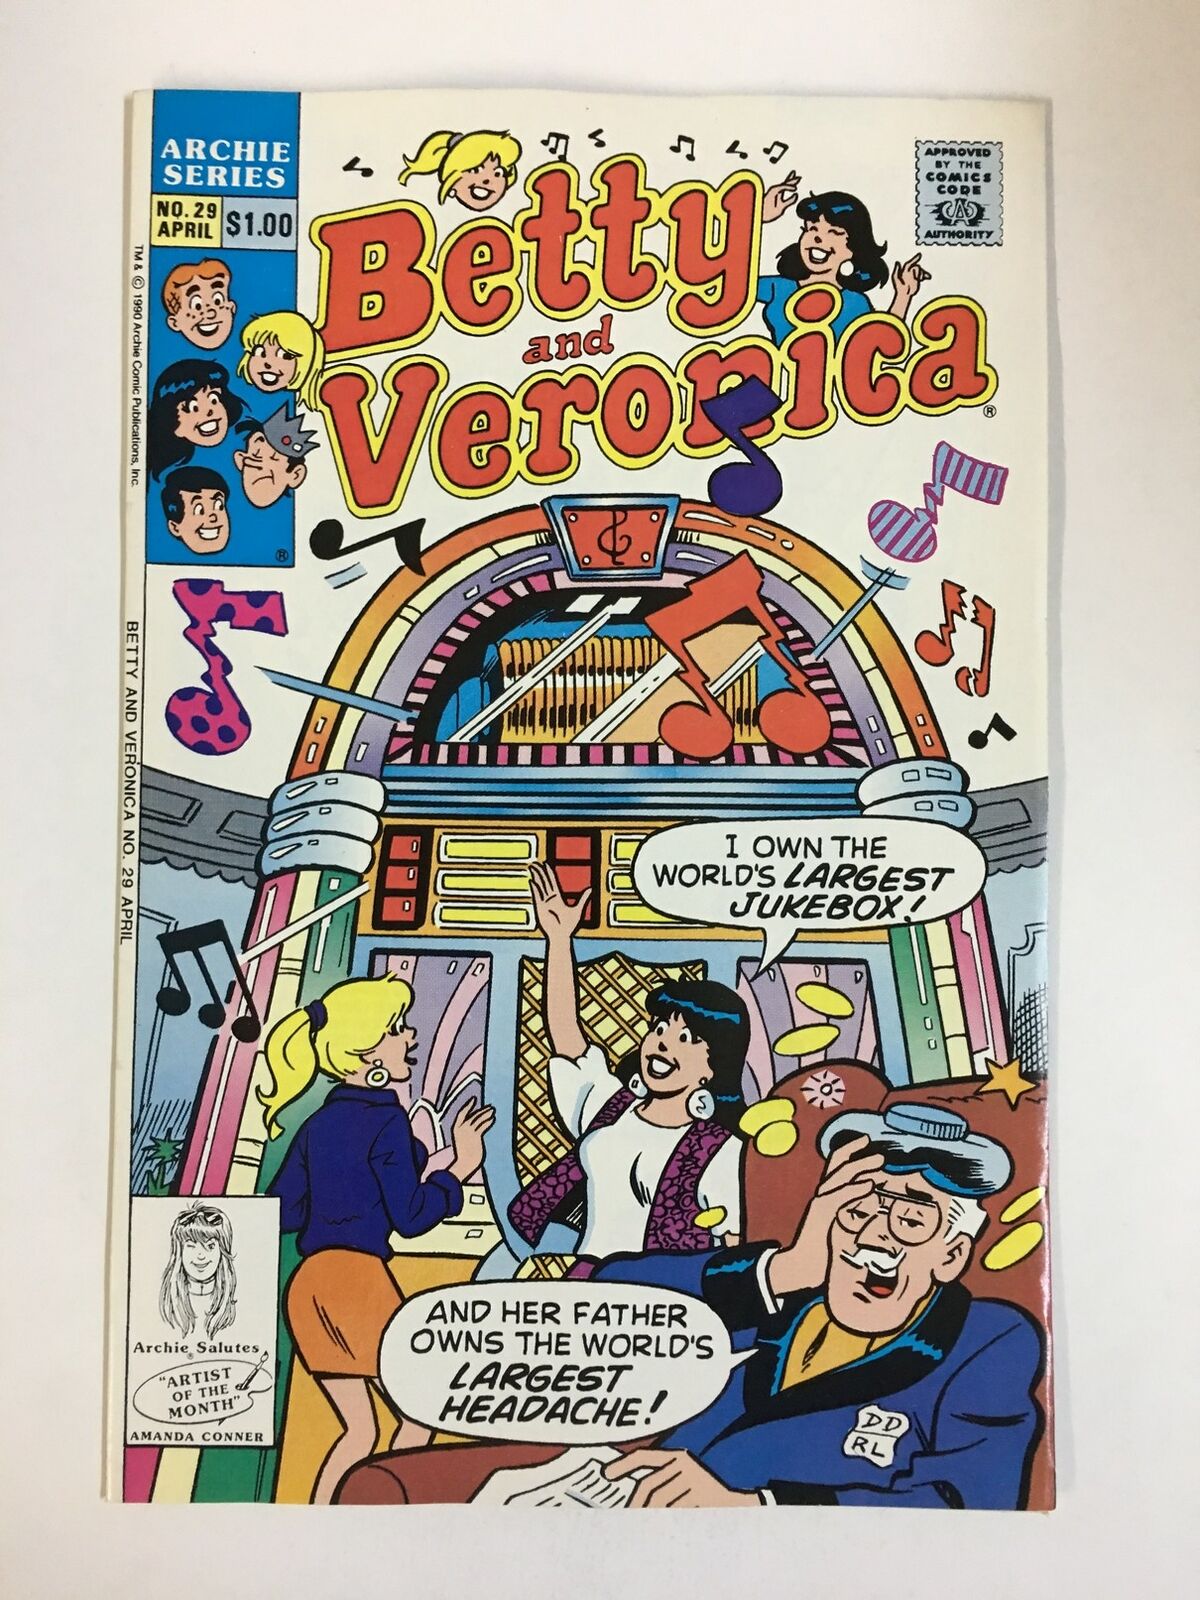 ARCHIE
SERIES
NO. 29
APRIL
$1.00
Betty
and
Veronica
®
APPROVED
BY THE
COMICS
CODE
AUTHORITY
TM & © 1990 Archie Comic Publications, Inc.
®
BETTY AND VERONICA NO. 29 APRIL
I OWN THE
WORLD'S LARGEST
JUKEBOX!
AND HER FATHER
OWNS THE WORLD'S
LARGEST
HEADACHE!
DD
RL
Archie Salutes
®
"ARTIST
OF THE
MONTH"
AMANDA CONNER